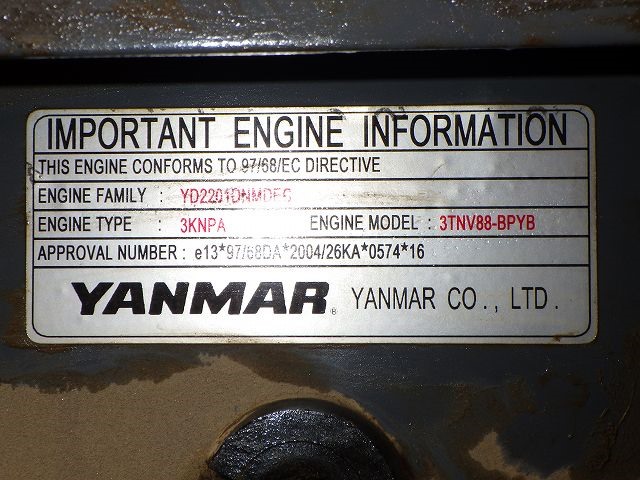 IMPORTANT ENGINE INFORMATION
THIS ENGINE CONFORMS TO 97/68/EC DIRECTIVE
ENGINE FAMILY :
ENGINE TYPE : 3KNPA ENGINE MODEL : 3TNV88-BPYB
APPROVAL NUMBER : e13*97/68DA*2004/26KA*0574*16
YANMAR® YANMAR CO., LTD.